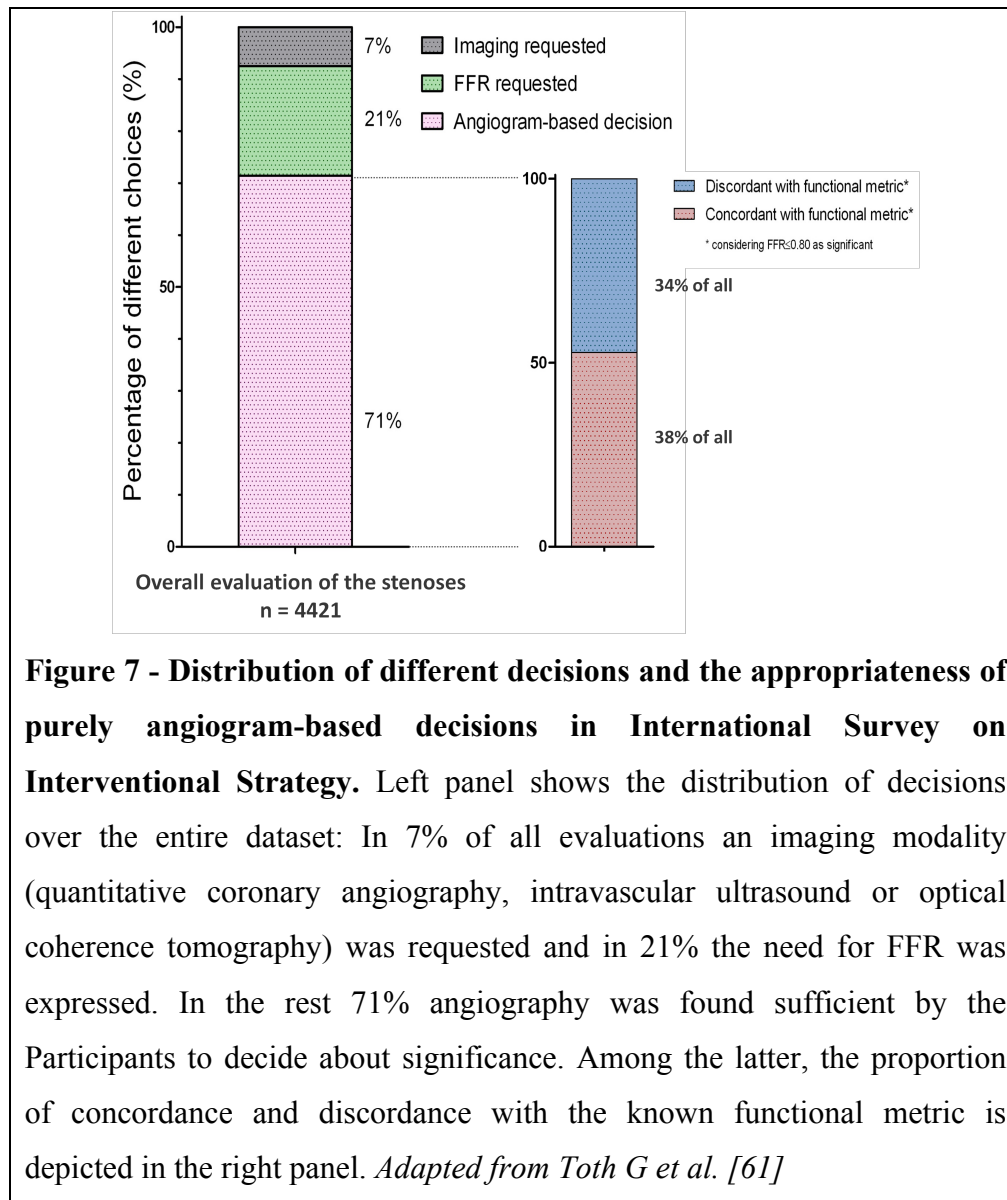 Percentage of different choices (%)
100
50
0
7%
21%
71%
Imaging requested
FFR requested
Angiogram-based decision
Overall evaluation of the stenoses
n = 4421
100
50
0
Discordant with functional metric*
Concordant with functional metric*
* considering FFR≤0.80 as significant
34% of all
38% of all
Figure 7 - Distribution of different decisions and the appropriateness of
purely angiogram-based decisions in International Survey on
Interventional Strategy. Left panel shows the distribution of decisions
over the entire dataset: In 7% of all evaluations an imaging modality
(quantitative coronary angiography, intravascular ultrasound or optical
coherence tomography) was requested and in 21% the need for FFR was
expressed. In the rest 71% angiography was found sufficient by the
Participants to decide about significance. Among the latter, the proportion
of concordance and discordance with the known functional metric is
depicted in the right panel. Adapted from Toth G et al. [61]